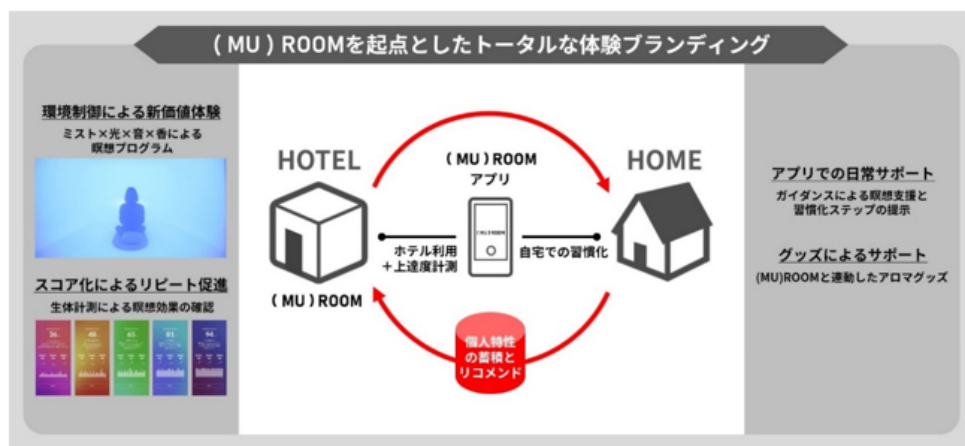 ( MU ) ROOMを起点としたトータルな体験ブランディング
環境制御による新価値体験
ミスト×光×音×香による
瞑想プログラム
スコア化によるリピート促進
生体計測による瞑想効果の確認
36
48
65
81
94
HOTEL
( MU ) ROOM
( MU ) ROOM
アプリ
(MU)ROOM
ホテル利用
+上達度計測
自宅での習慣化
HOME
個人特性
の蓄積と
リコメンド
アプリでの日常サポート
ガイダンスによる瞑想支援と
習慣化ステップの提示
グッズによるサポート
(MU)ROOMと連動したアロマグッズ